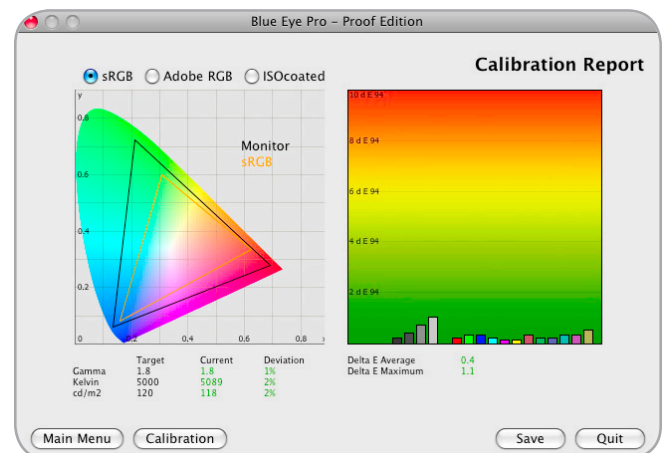 Blue Eye Pro – Proof Edition
Calibration Report
sRGB Adobe RGB ISOcoated
y
0,8
0,6
0,4
0,2
0 0,2 0,4 0,6 0,8 x
Monitor
sRGB
10 d E 94
8 d E 94
6 d E 94
4 d E 94
2 d E 94
Target Current Deviation
Gamma 1.8 1.8 1%
Kelvin 5000 5089 2%
cd/m2 120 118 2%
Delta E Average 0.4
Delta E Maximum 1.1
Main Menu Calibration Save Quit